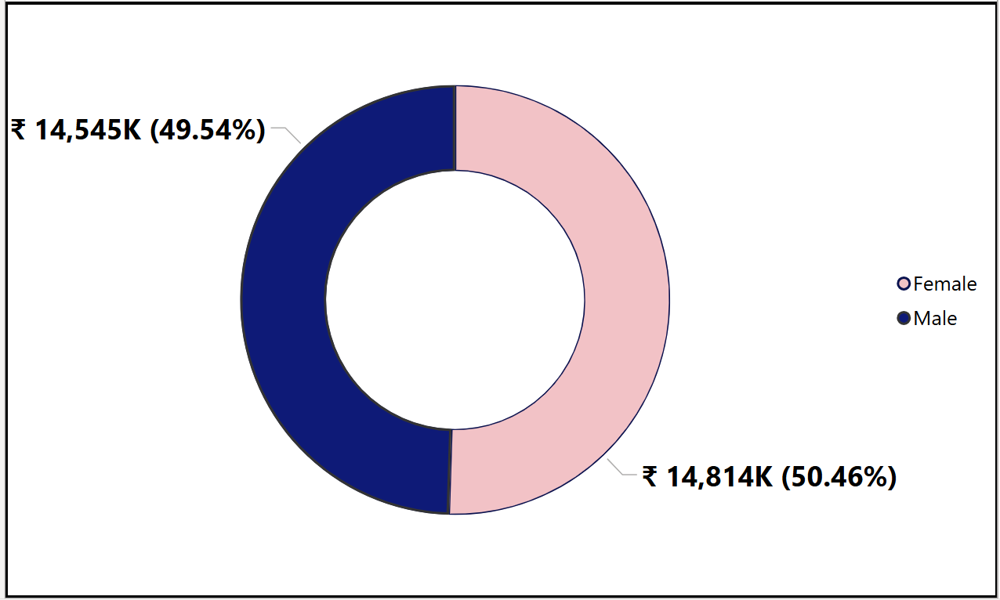 ₹ 14,545K (49.54%)
Female
Male
₹ 14,814K (50.46%)